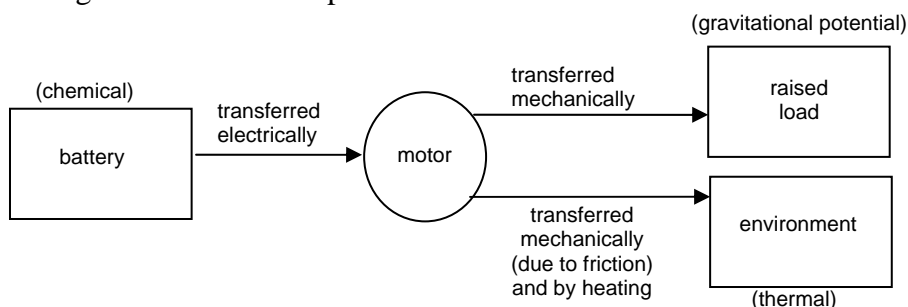 (gravitational potential)
(chemical)
battery
transferred
electrically
motor
transferred
mechanically
raised
load
transferred
mechanically
(due to friction)
and by heating
environment
(thermal)